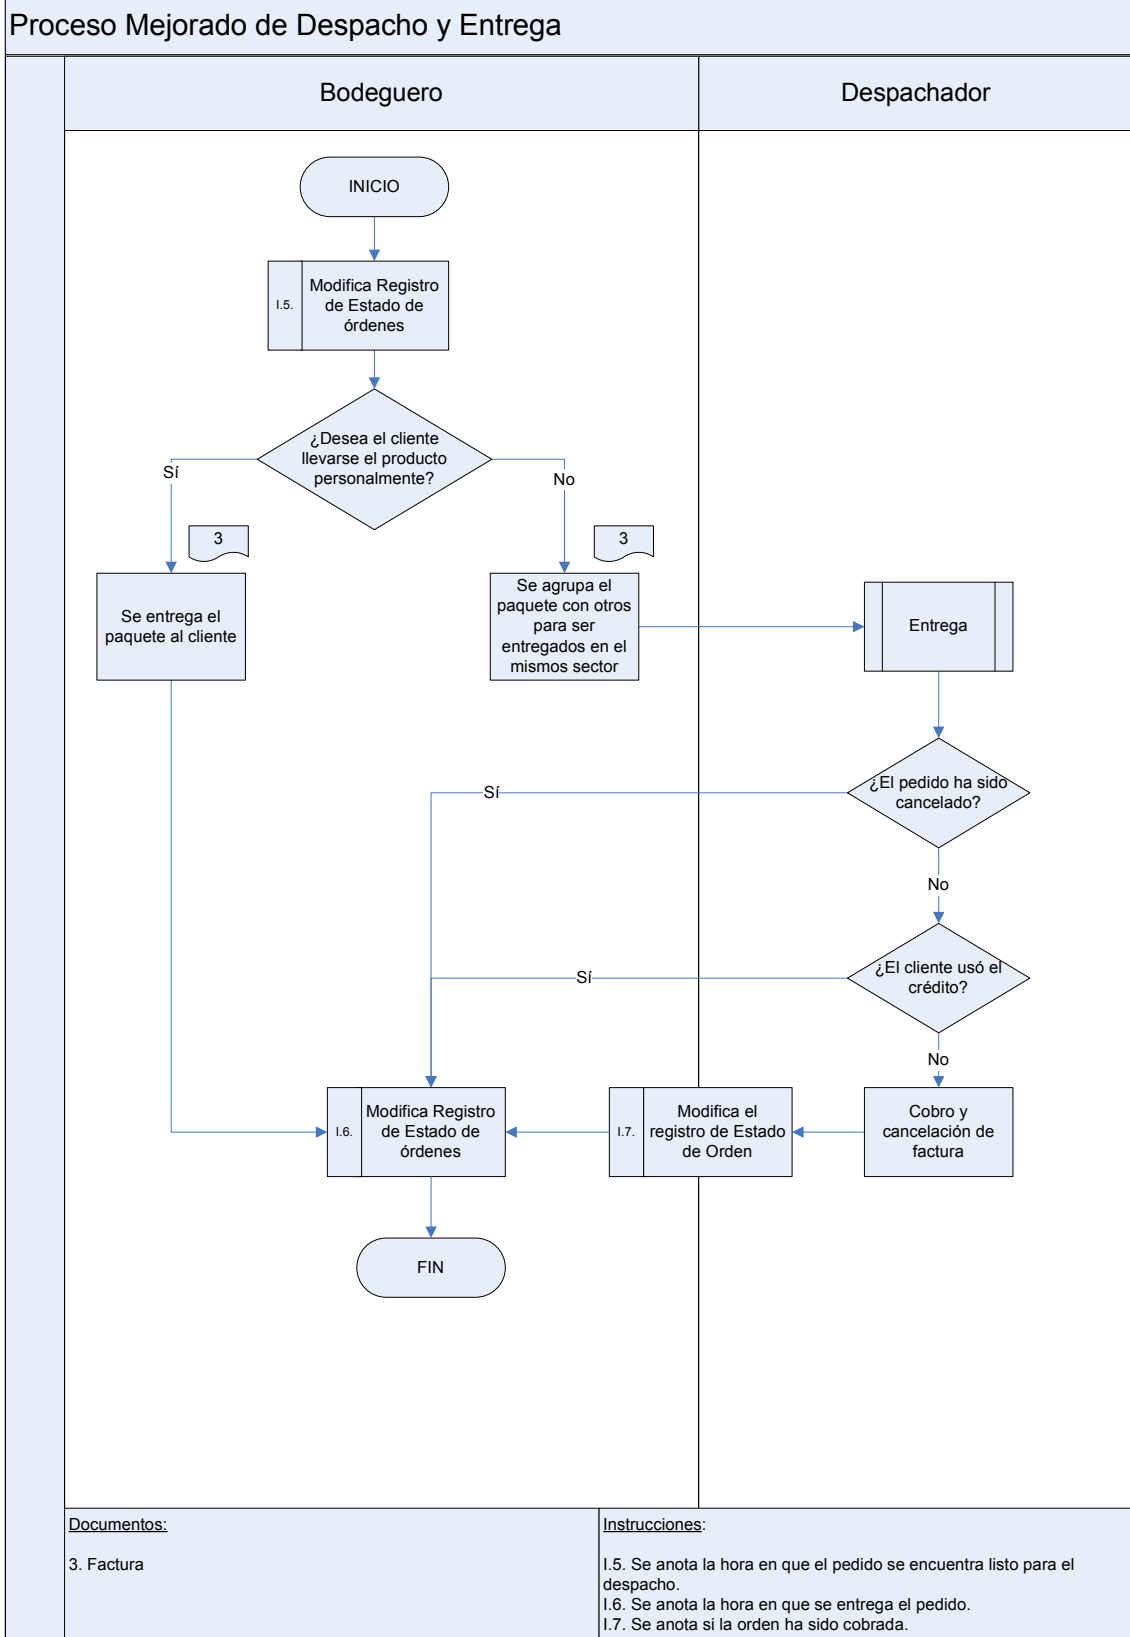 Proceso Mejorado de Despacho y Entrega
Bodeguero
Despachador
INICIO
I.5.
Modifica Registro
de Estado de
órdenes
¿Desea el cliente
llevarse el producto
personalmente?
Sí
No
3
3
Se entrega el
paquete al cliente
Se agrupa el
paquete con otros
para ser
entregados en el
mismos sector
Entrega
¿El pedido ha sido
cancelado?
Sí
No
¿El cliente usó el
crédito?
Sí
No
I.6.
Modifica Registro
de Estado de
órdenes
I.7.
Modifica el
registro de Estado
de Orden
Cobro y
cancelación de
factura
FIN
Documentos:
3. Factura
Instrucciones:
I.5. Se anota la hora en que el pedido se encuentra listo para el
despacho.
I.6. Se anota la hora en que se entrega el pedido.
I.7. Se anota si la orden ha sido cobrada.